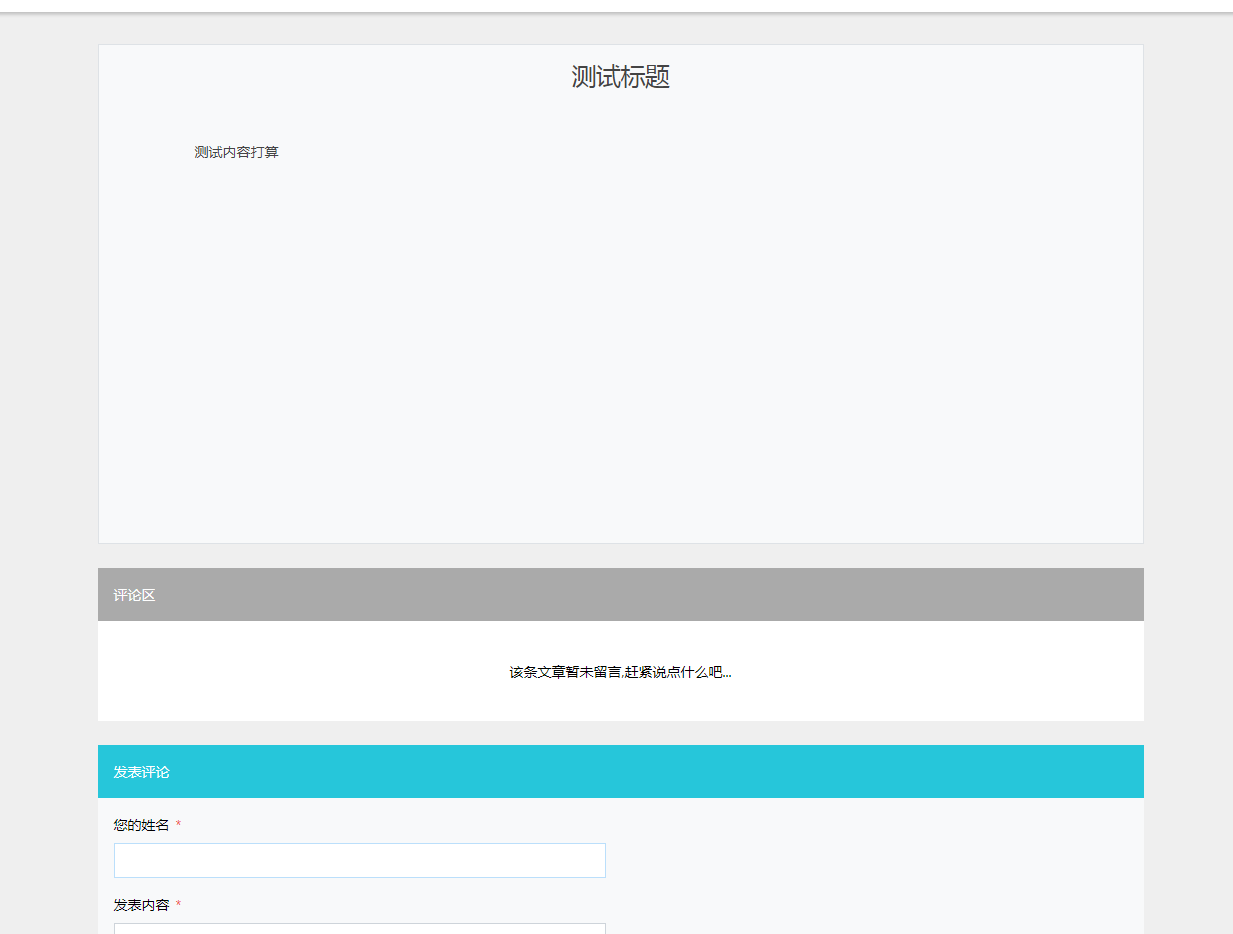 测试标题
测试内容打算
评论区
该条文章暂未留言,赶紧说点什么吧...
发表评论
您的姓名 *
发表内容 *